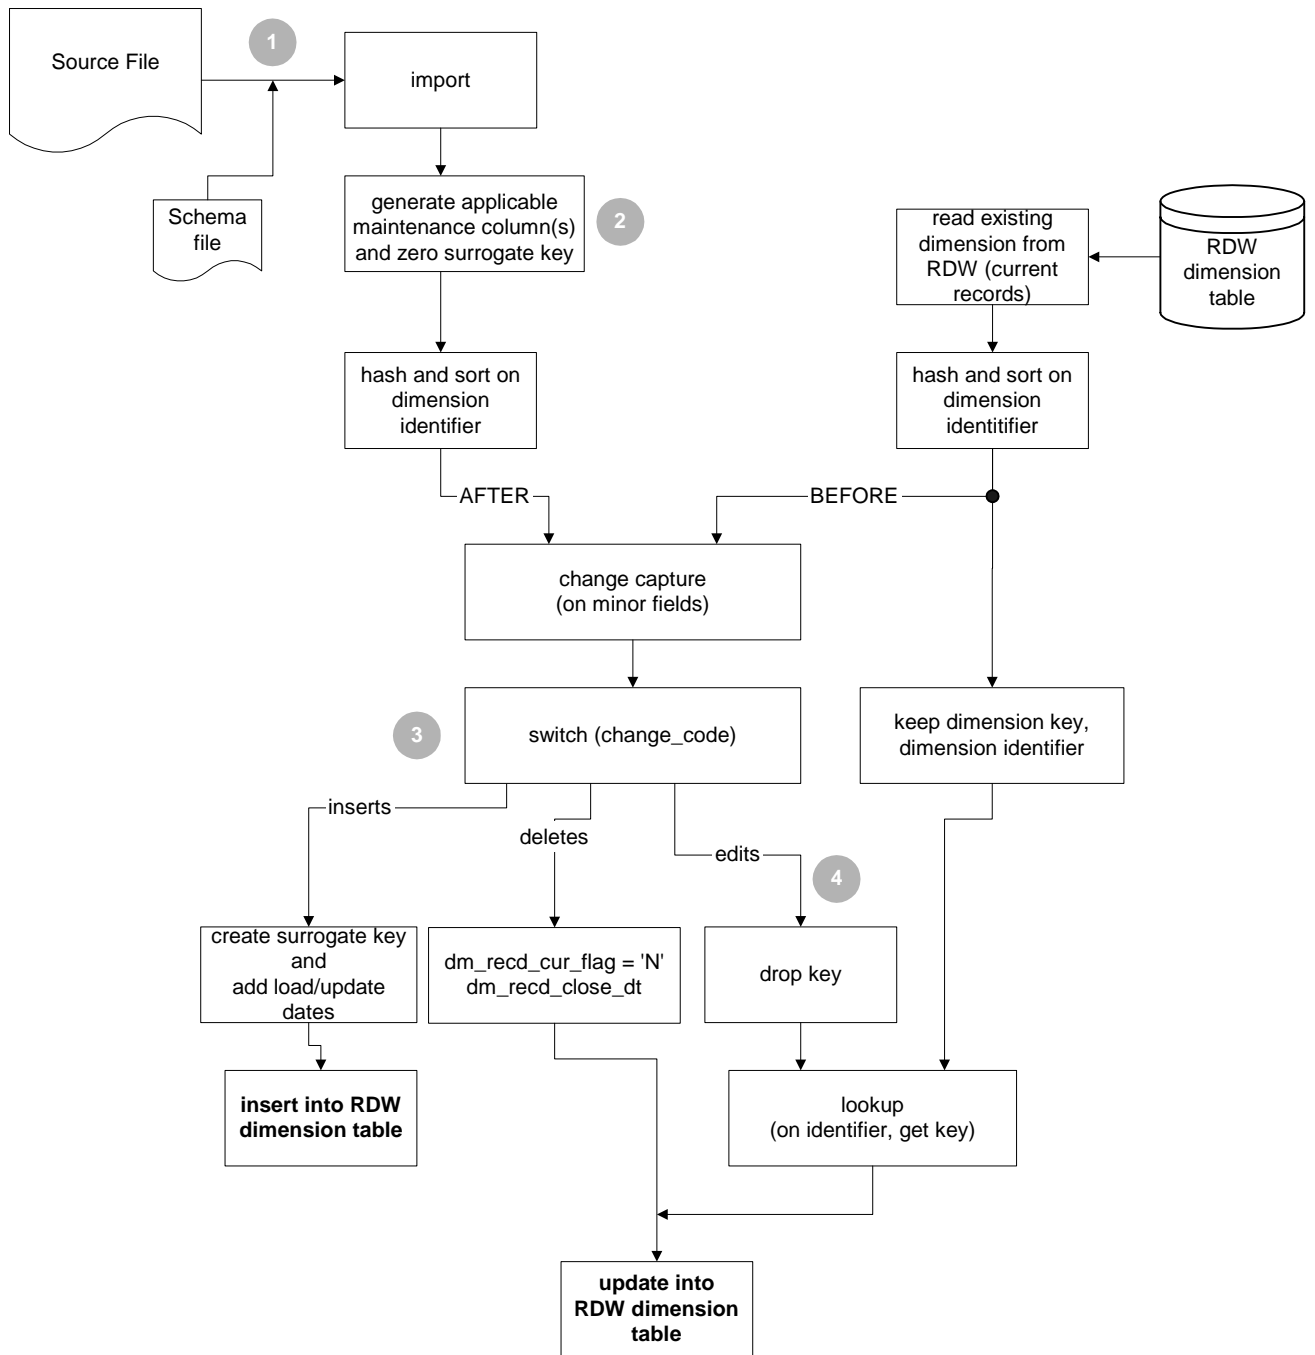 Source File
1
import
Schema
file
generate applicable
maintenance column(s)
and zero surrogate key
2
read existing
dimension from
RDW (current
records)
RDW
dimension
table
hash and sort on
dimension
identifier
hash and sort on
dimension
identitifier
AFTER
BEFORE
change capture
(on minor fields)
3
switch (change_code)
keep dimension key,
dimension identifier
inserts
deletes
edits
4
create surrogate key
and
add load/update
dates
dm_recd_cur_flag = 'N'
dm_recd_close_dt
drop key
insert into RDW
dimension table
lookup
(on identifier, get key)
update into
RDW dimension
table